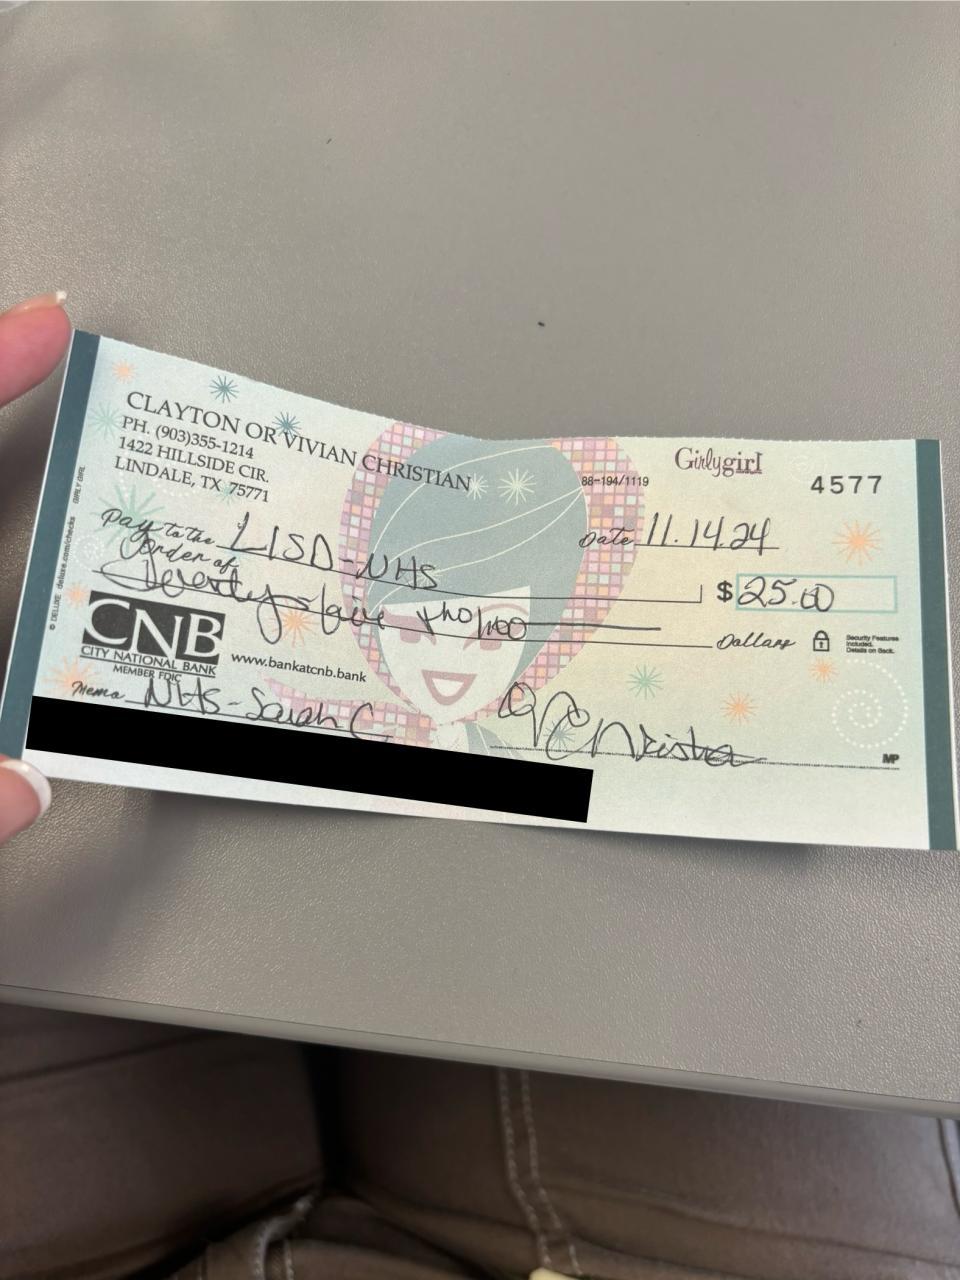 CLAYTON OR VIVIAN CHRISTIAN
PH. (903)355-1214
1422 HILLSIDE CIR.
LINDALE, TX 75771
Girlygirl
88-194/1119
4577
Date 11.14.24
Pay to the
Order of LISD-NHS
$ 25.00
five no/100 Dollars
Security Features
Included.
Details on Back.
CNB
CITY NATIONAL BANK
MEMBER FDIC
www.bankatcnb.bank
Memo NHS-Sarah C
MP
© DELUXE deluxe.com/checks GIRLY GIRL